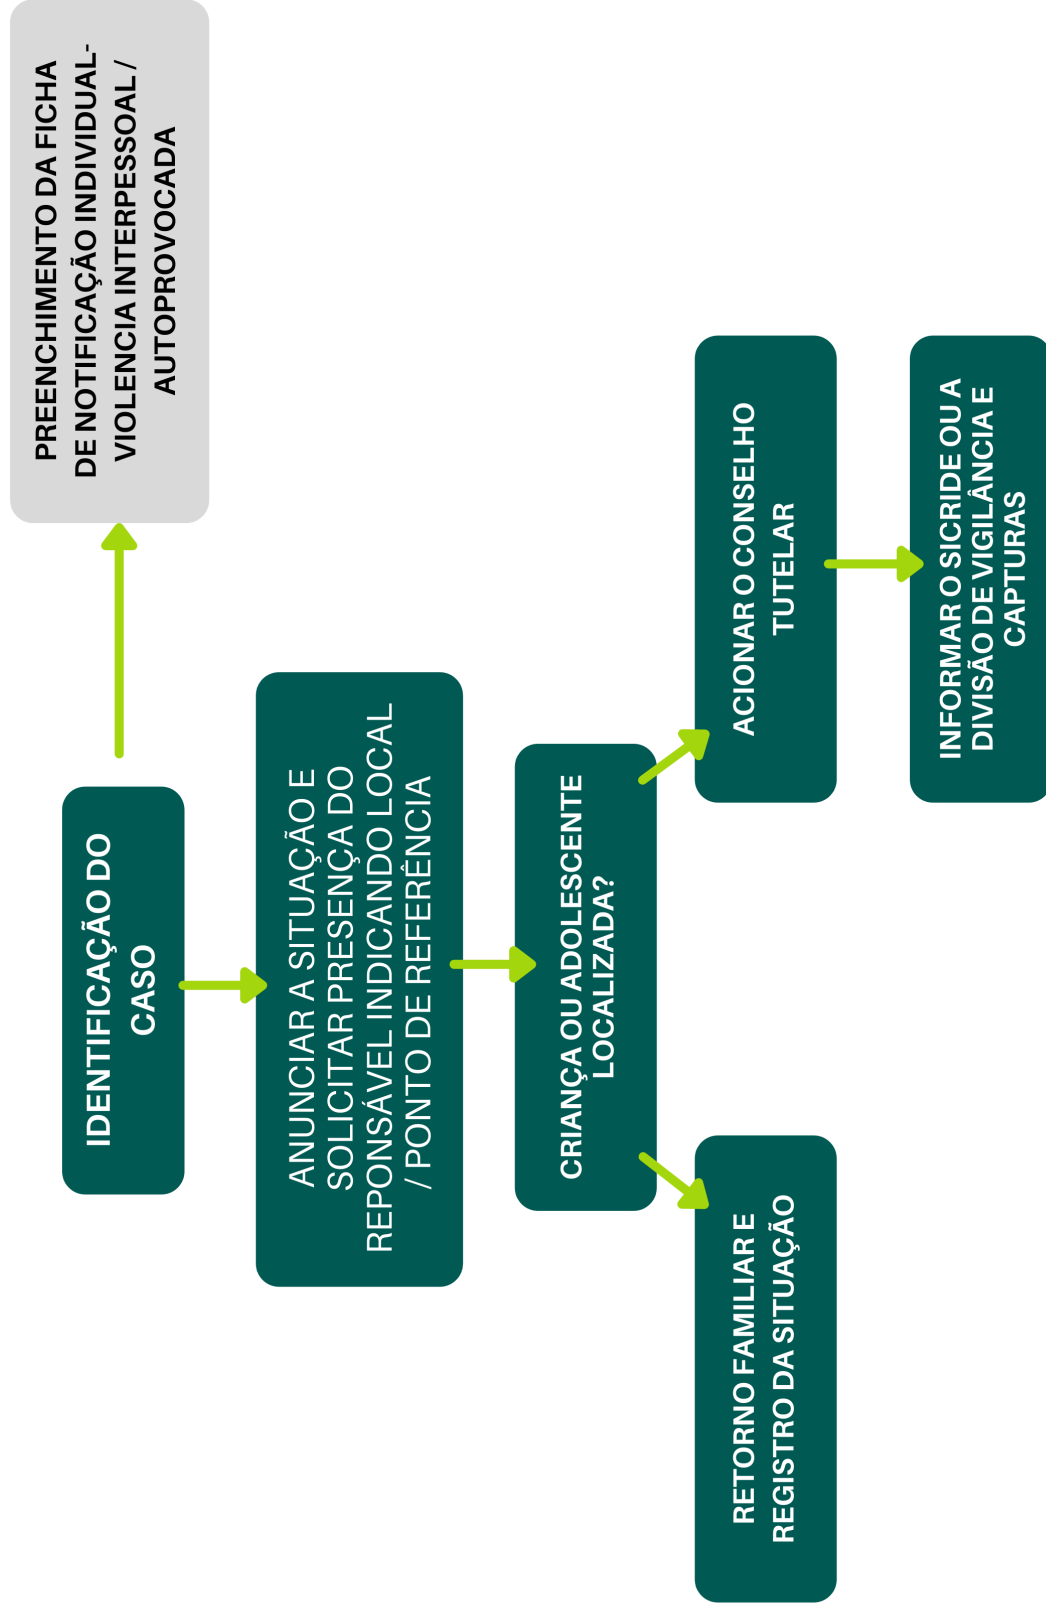 IDENTIFICAÇÃO DO
CASO
PREENCHIMENTO DA FICHA
DE NOTIFICAÇÃO INDIVIDUAL-
VIOLENCIA INTERPESSOAL /
AUTOPROVOCADA
ANUNCIAR A SITUAÇÃO E
SOLICITAR PRESENÇA DO
REPONSÁVEL INDICANDO LOCAL
/ PONTO DE REFERÊNCIA
CRIANÇA OU ADOLESCENTE
LOCALIZADA?
RETORNO FAMILIAR E
REGISTRO DA SITUAÇÃO
ACIONAR O CONSELHO
TUTELAR
INFORMAR O SICRIDE OU A
DIVISÃO DE VIGILÂNCIA E
CAPTURAS